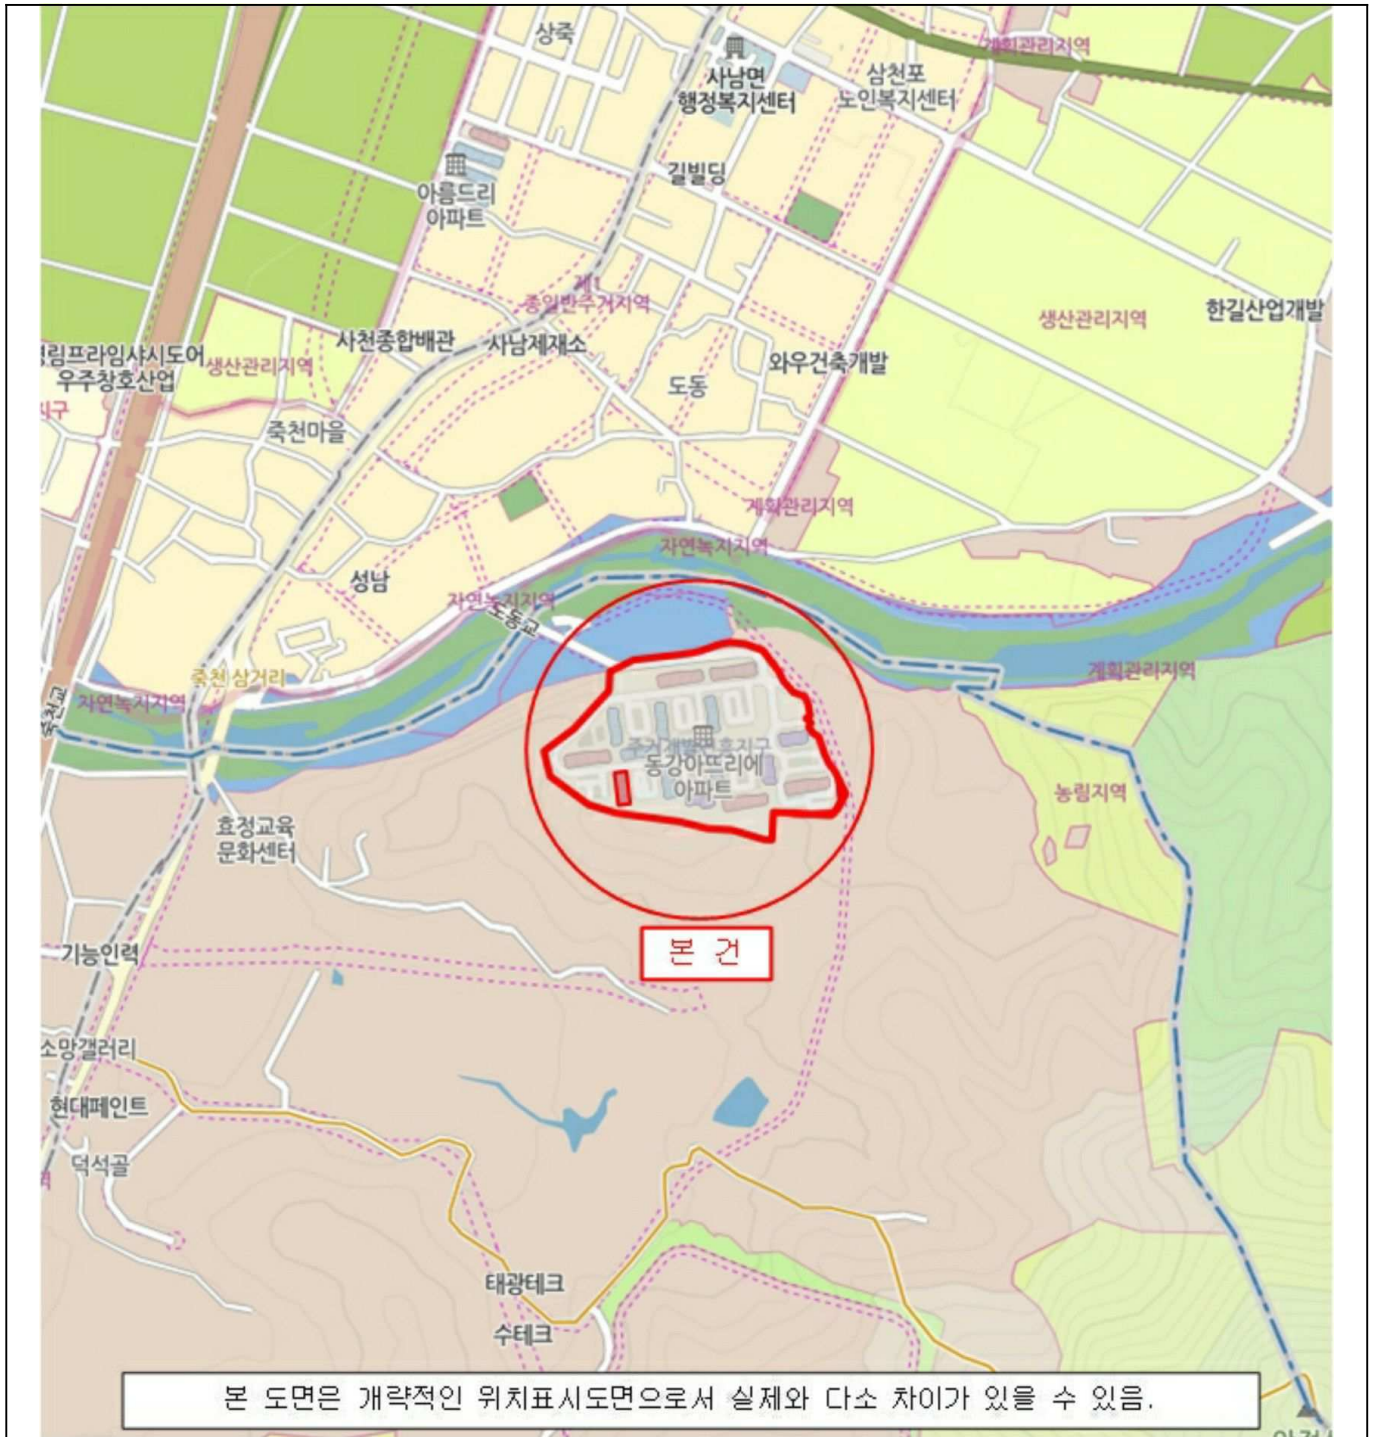 상죽
계획관리지역
사남면
행정복지센터
삼천포
노인복지센터
길빌딩
아름드리
아파트
제1
종일반주거지역
생산관리지역
한길산업개발
사천종합배관
사남제재소
와우건축개발
림프라임샤시도어
우주창호산업
생산관리지역
도동
지구
죽천마을
계획관리지역
자연녹지지역
성남
자연녹지지역
도동교
죽천 삼거리
계획관리지역
자연녹지지역
죽천교
주거개발진흥지구
동강아뜨리에
아파트
농림지역
효정교육
문화센터
본 건
기능인력
소망갤러리
현대페인트
덕석골
역
태광테크
수테크
본 도면은 개략적인 위치표시도면으로서 실제와 다소 차이가 있을 수 있음.